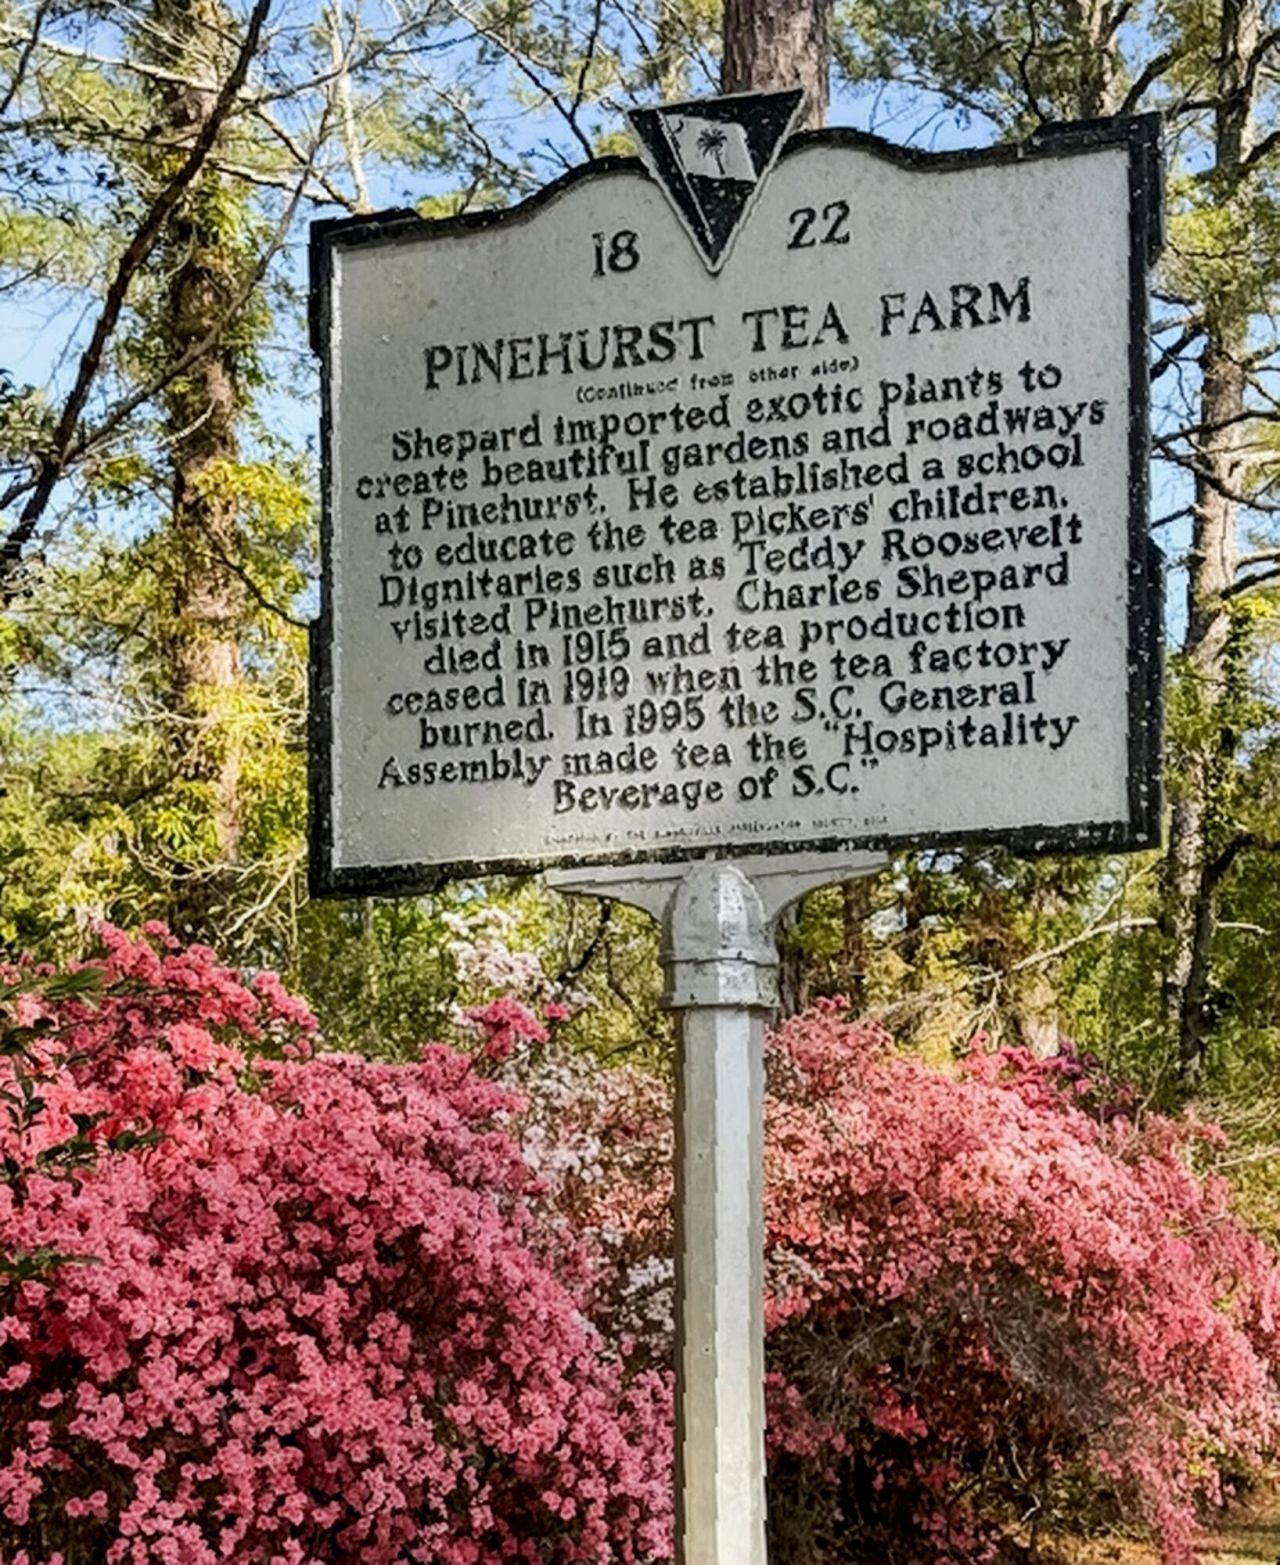 18 22
PINEHURST TEA FARM
(Continued from other side)
Shepard imported exotic plants to
create beautiful gardens and roadways
at Pinehurst. He established a school
to educate the tea pickers' children.
Dignitaries such as Teddy Roosevelt
visited Pinehurst. Charles Shepard
died in 1915 and tea production
ceased in 1919 when the tea factory
burned. In 1995 the S.C. General
Assembly made tea the "Hospitality
Beverage of S.C."